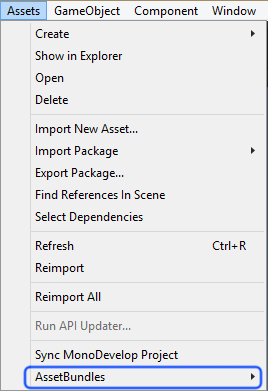 Assets GameObject Component Window
Create
Show in Explorer
Open
Delete
Import New Asset...
Import Package
Export Package...
Find References In Scene
Select Dependencies
Refresh Ctrl+R
Reimport
Reimport All
Run API Updater...
Sync MonoDevelop Project
AssetBundles